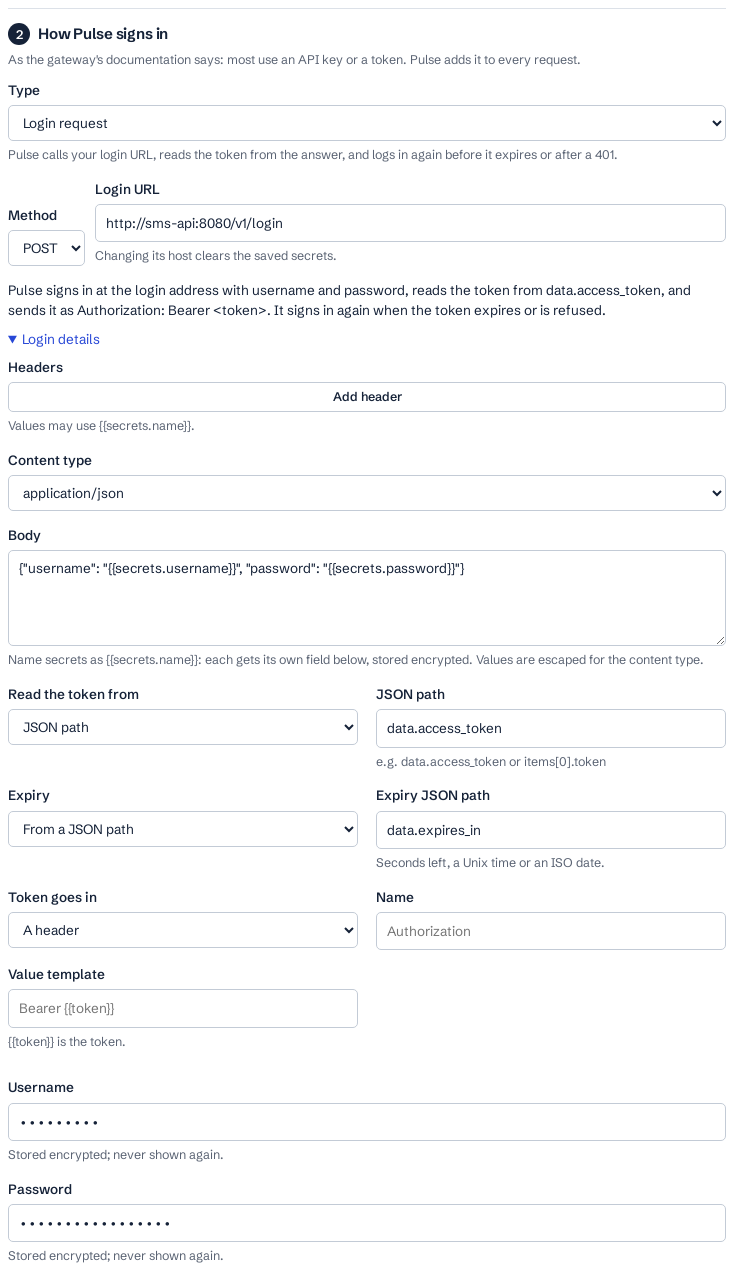 2 How Pulse signs in
As the gateway's documentation says: most use an API key or a token. Pulse adds it to every request.
Type
Login request
Pulse calls your login URL, reads the token from the answer, and logs in again before it expires or after a 401.
Method
POST
Login URL
http://sms-api:8080/v1/login
Changing its host clears the saved secrets.
Pulse signs in at the login address with username and password, reads the token from data.access_token, and
sends it as Authorization: Bearer <token>. It signs in again when the token expires or is refused.
▼ Login details
Headers
Add header
Values may use {{secrets.name}}.
Content type
application/json
Body
{"username": "{{secrets.username}}", "password": "{{secrets.password}}"}
Name secrets as {{secrets.name}}: each gets its own field below, stored encrypted. Values are escaped for the content type.
Read the token from
JSON path
JSON path
data.access_token
e.g. data.access_token or items[0].token
Expiry
From a JSON path
Expiry JSON path
data.expires_in
Seconds left, a Unix time or an ISO date.
Token goes in
A header
Name
Authorization
Value template
Bearer {{token}}
{{token}} is the token.
Username
•••••••••
Stored encrypted; never shown again.
Password
•••••••••••••••••
Stored encrypted; never shown again.